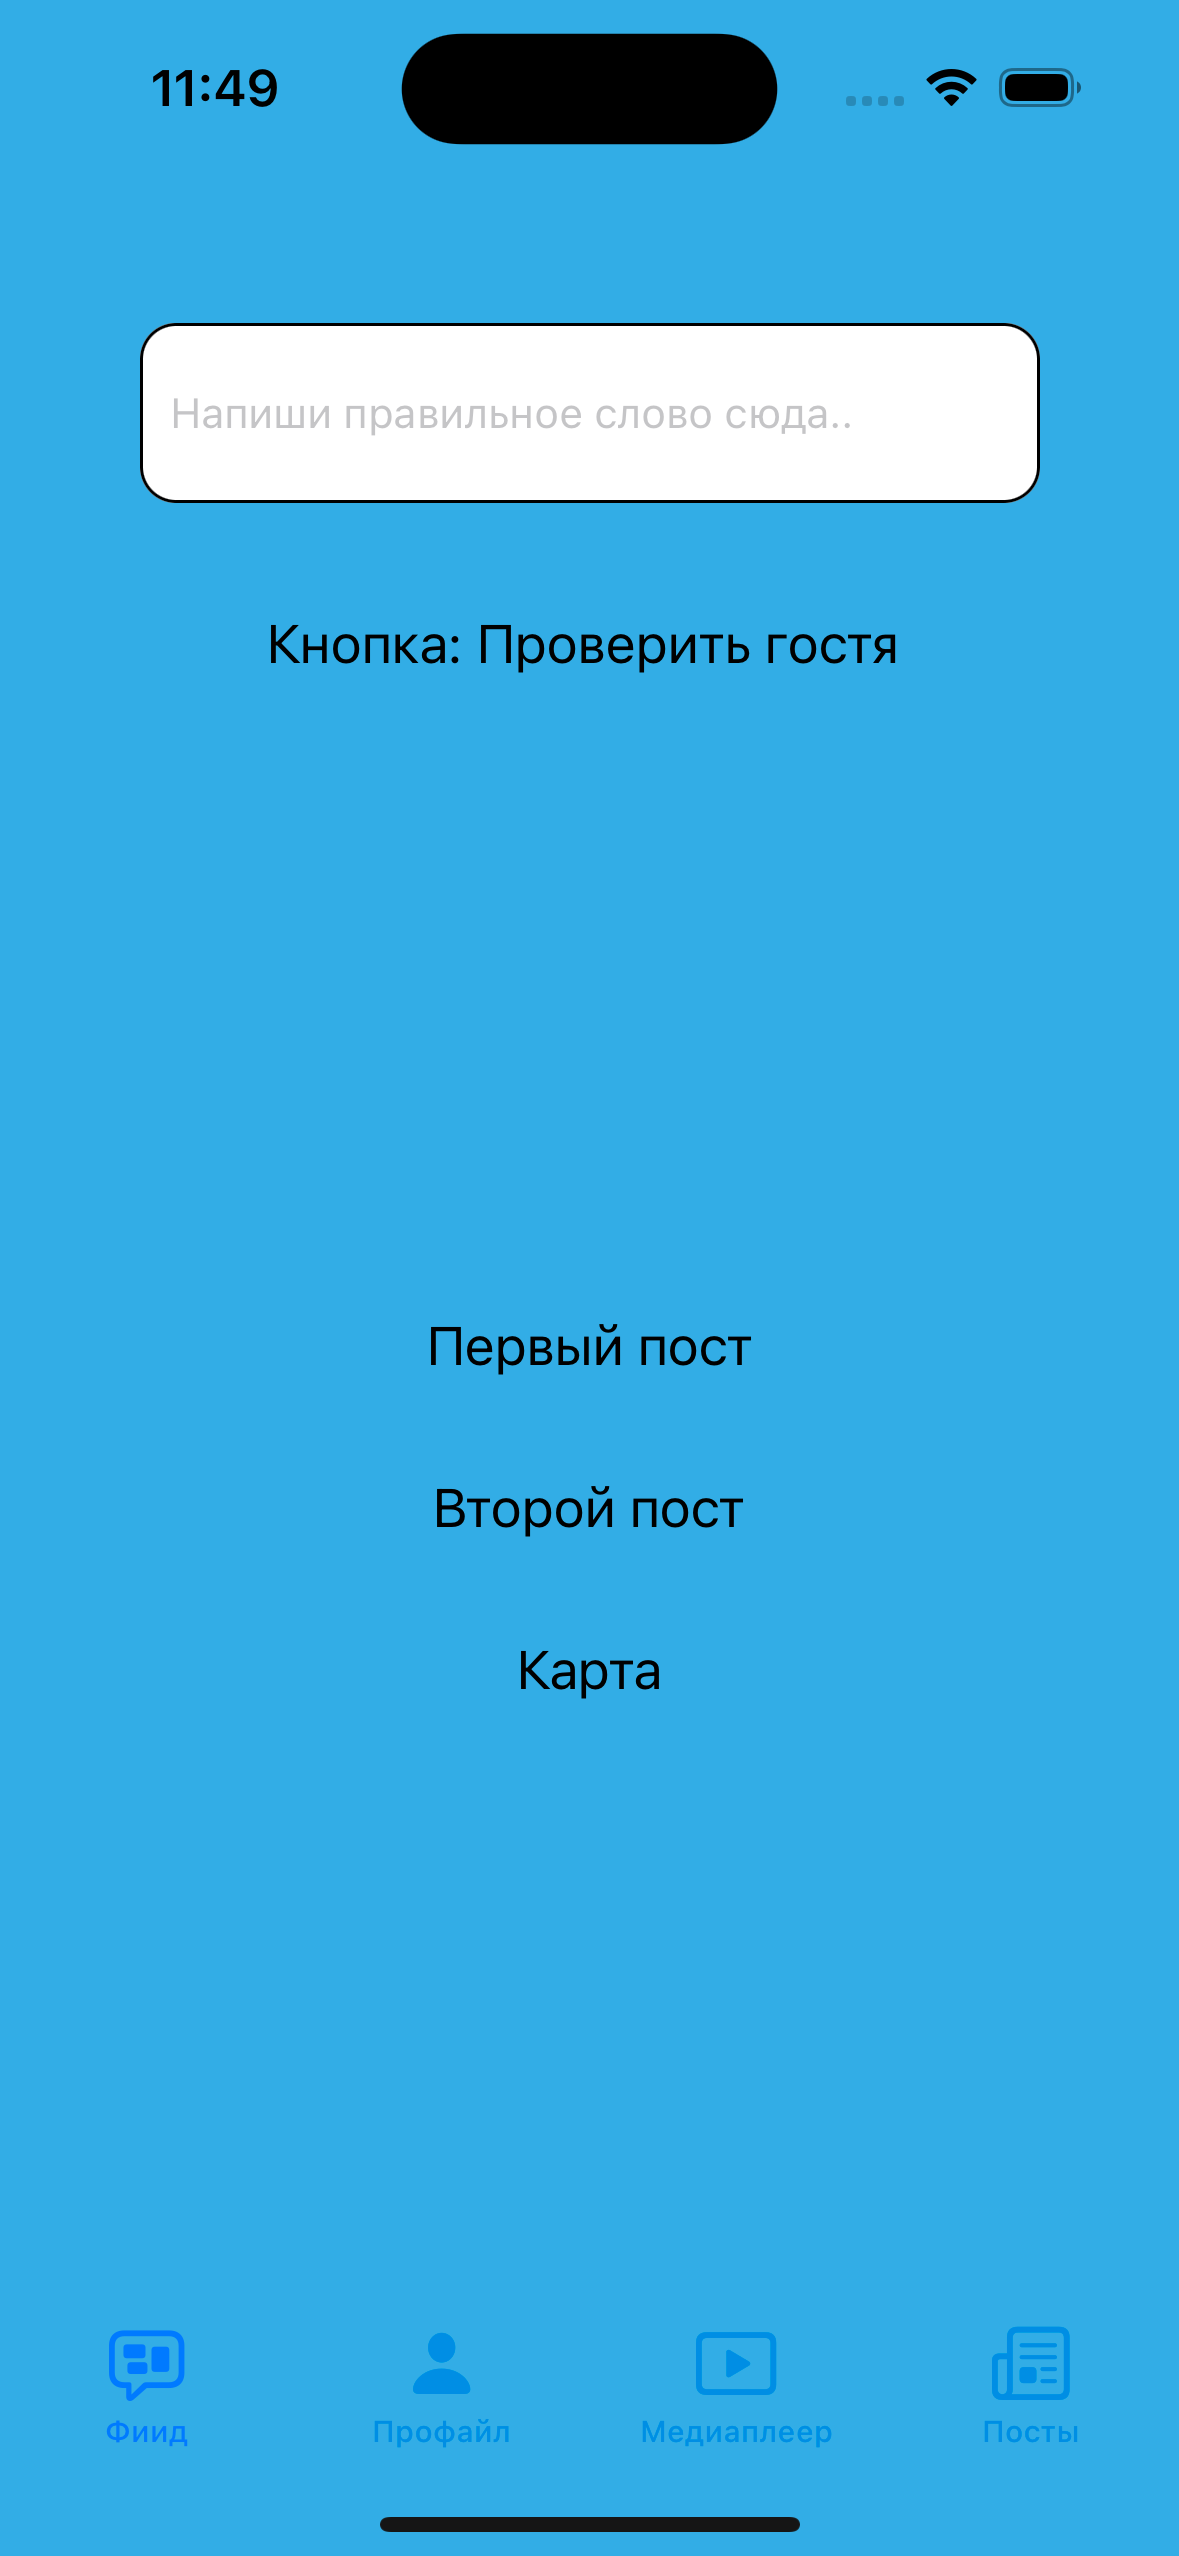 11:49
Напиши правильное слово сюда..
Кнопка: Проверить гостя
Первый пост
Второй пост
Карта
Фиид
Профайл
Медиаплеер
Посты